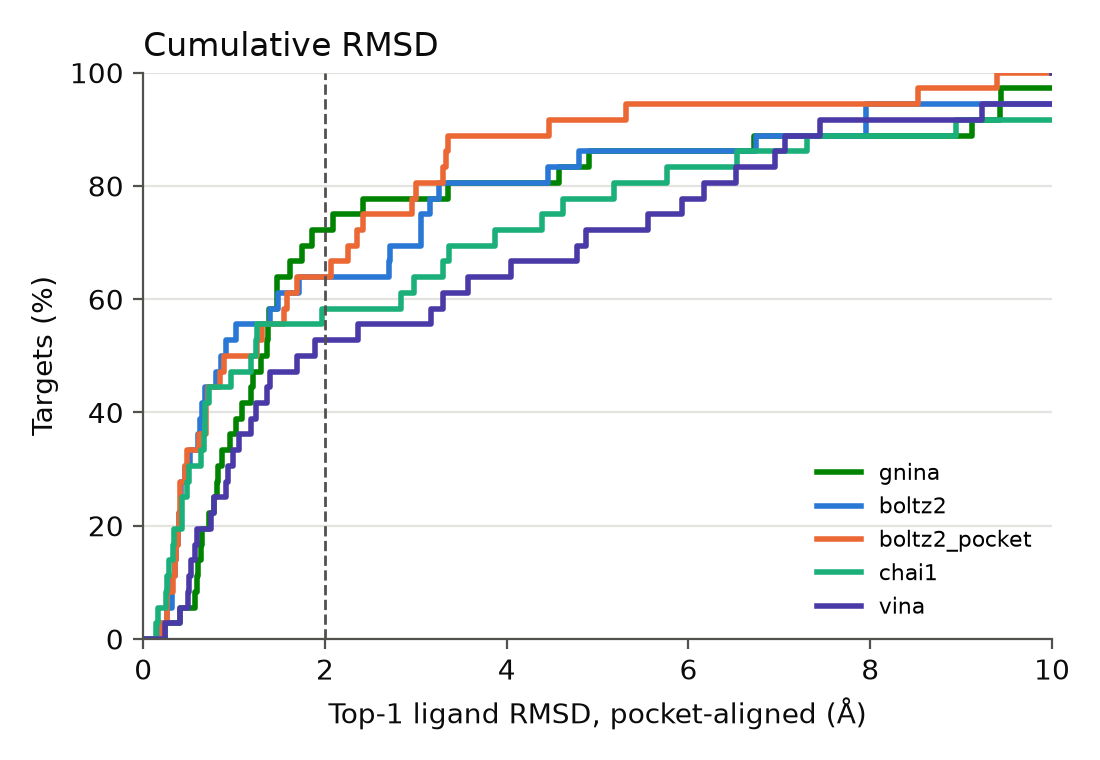 Cumulative RMSD
100
80
60
40
20
0
Targets (%)
0 2 4 6 8 10
Top-1 ligand RMSD, pocket-aligned (Å)
gnina
boltz2
boltz2_pocket
chai1
vina